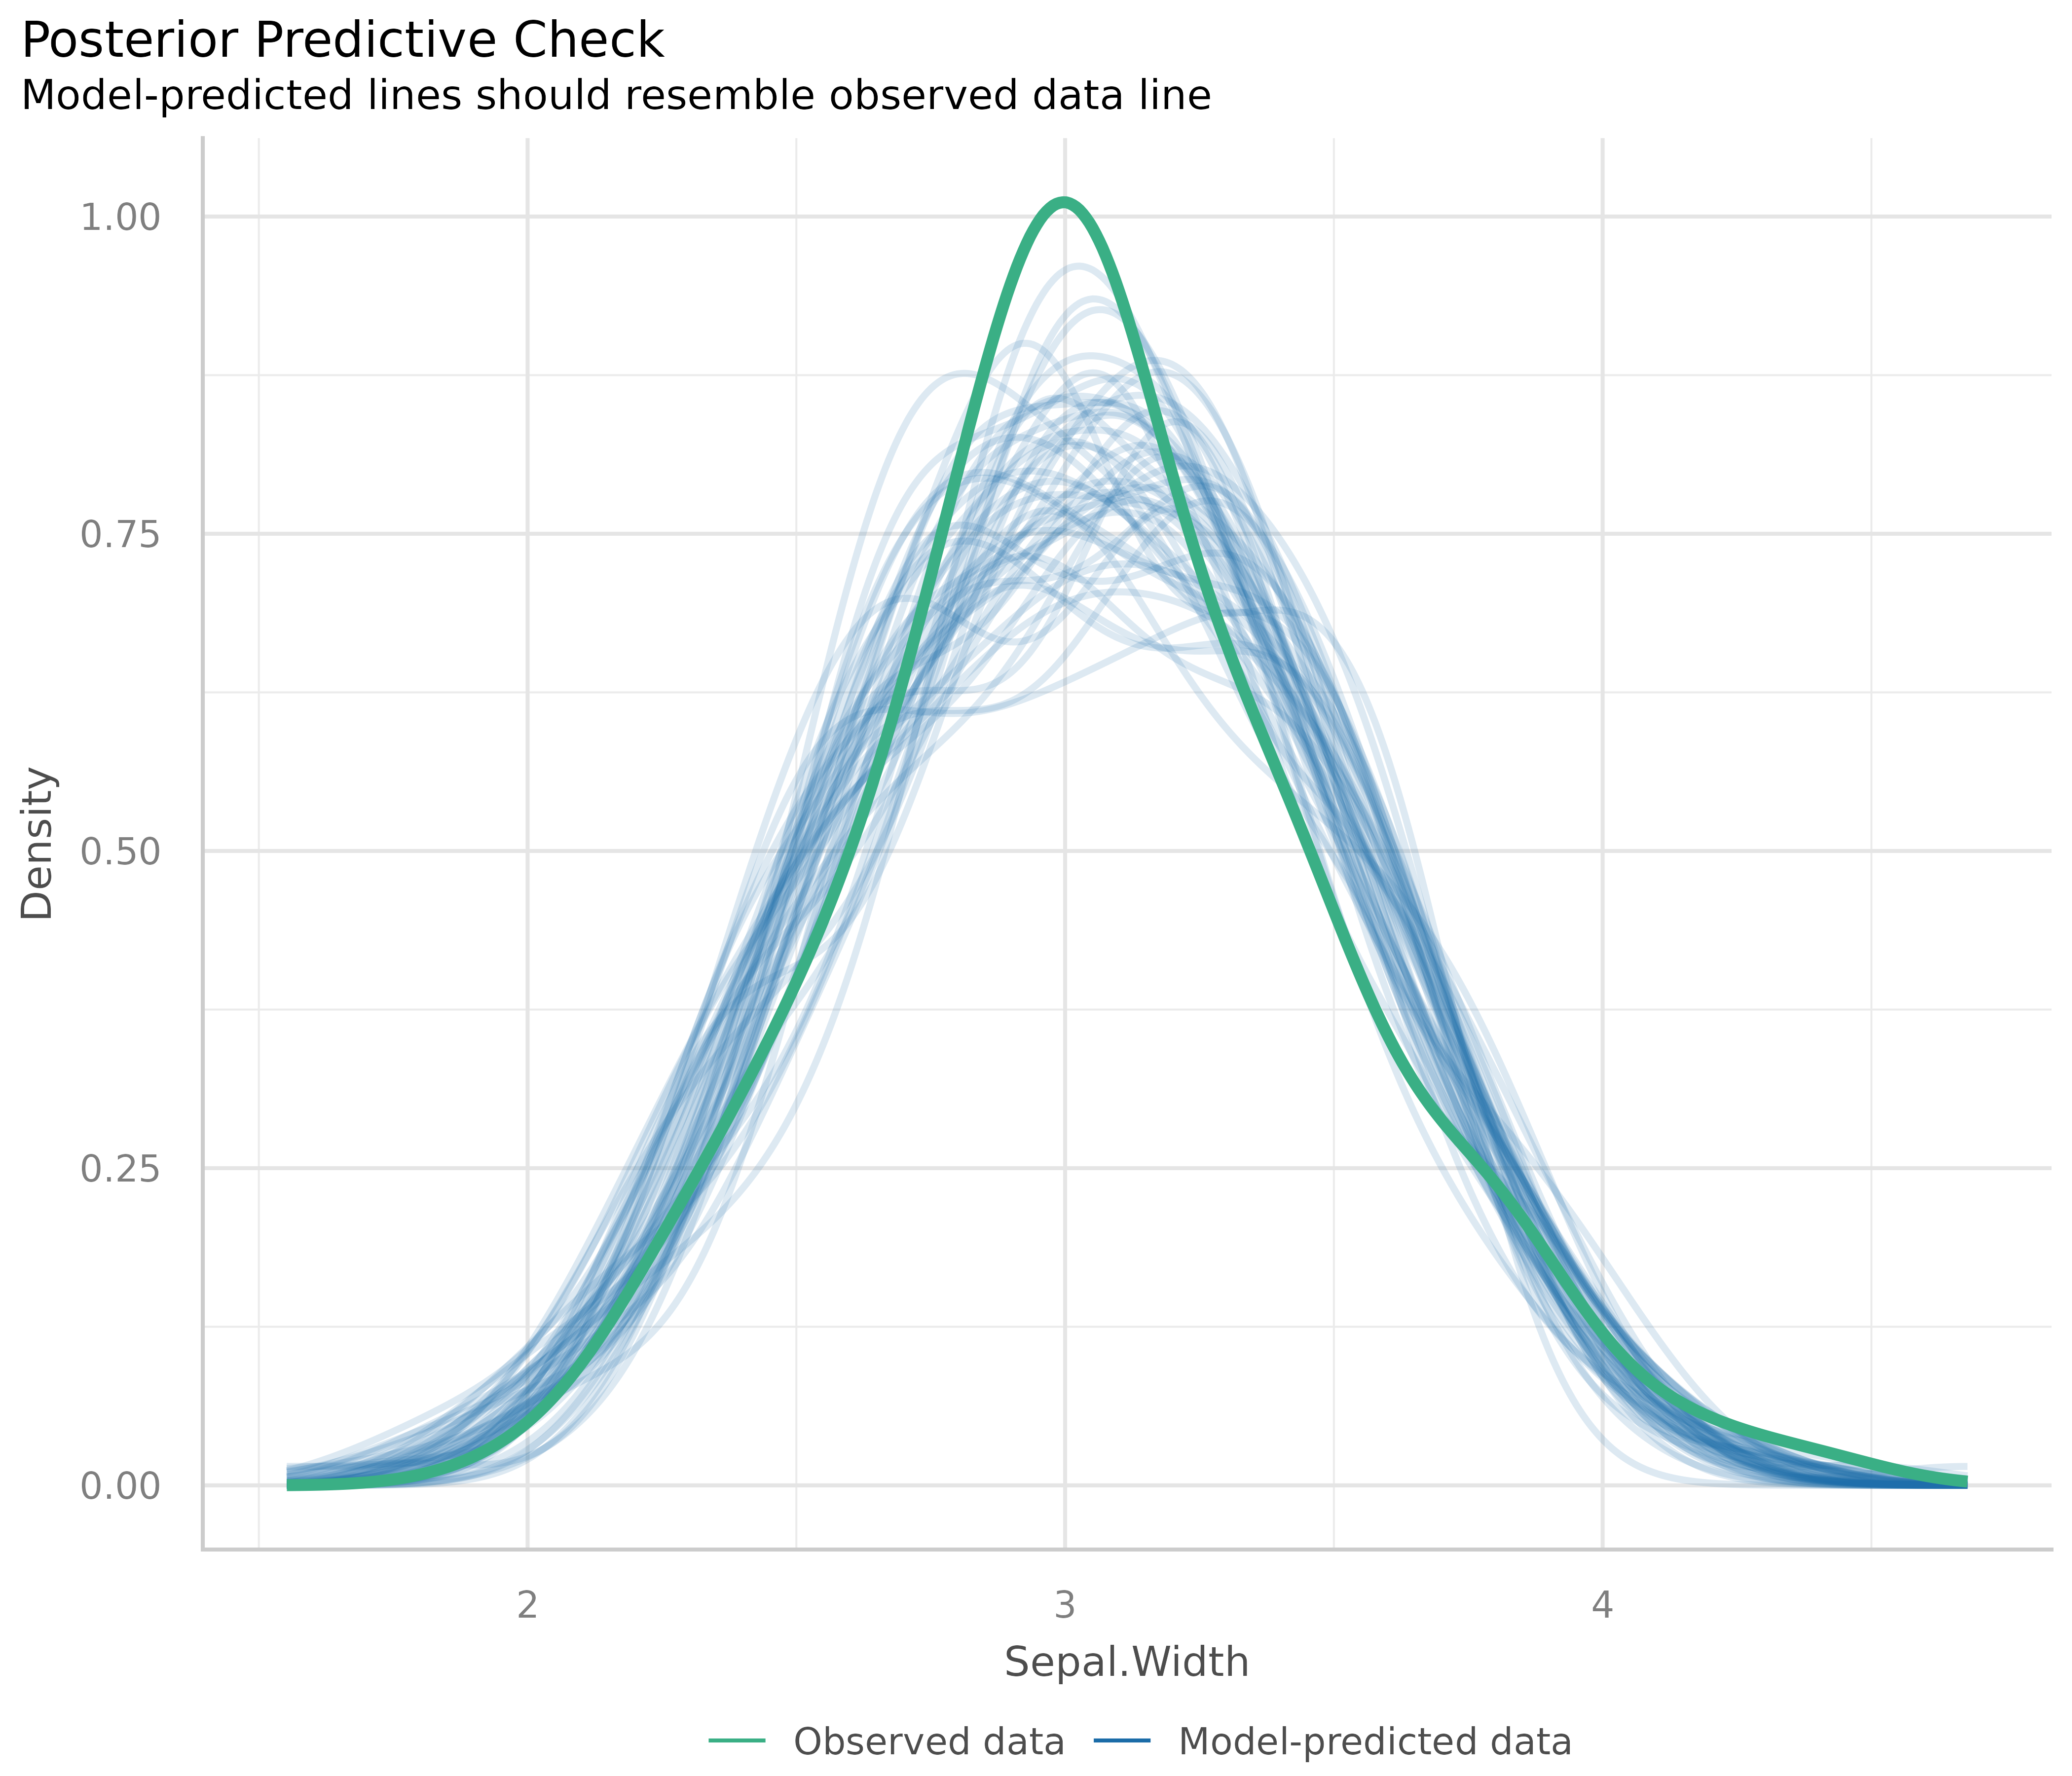 Posterior Predictive Check
Model-predicted lines should resemble observed data line
1.00
0.75
0.50
0.25
0.00
Density
2 3 4
Sepal.Width
Observed data Model-predicted data